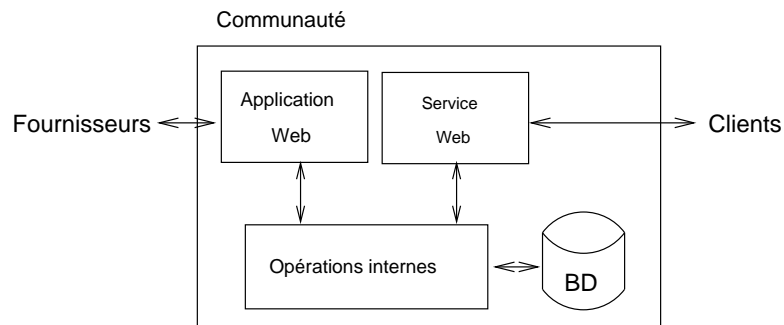 Communauté
Application
Web
Service
Web
Fournisseurs
Clients
Opérations internes
BD